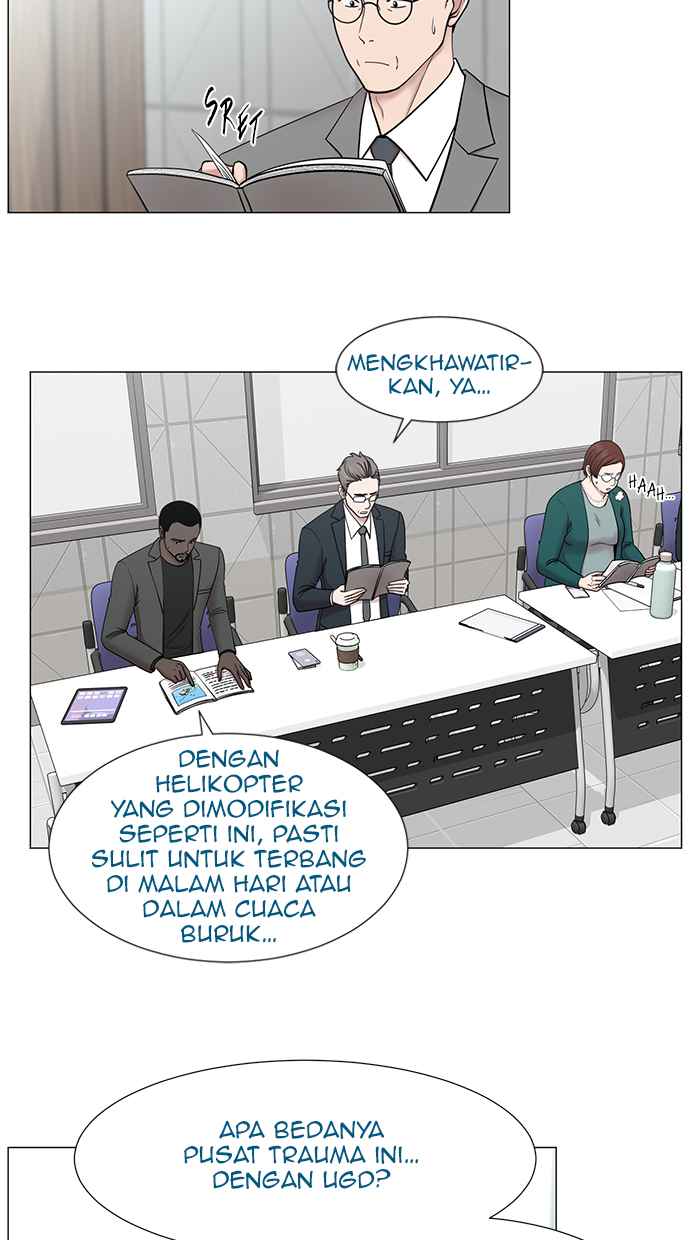 SRET
MENGKHAWATIR-
KAN, YA...
HAAH...
DENGAN
HELIKOPTER
YANG DIMODIFIKASI
SEPERTI INI, PASTI
SULIT UNTUK TERBANG
DI MALAM HARI ATAU
DALAM CUACA
BURUK...
APA BEDANYA
PUSAT TRAUMA INI...
DENGAN UGD?